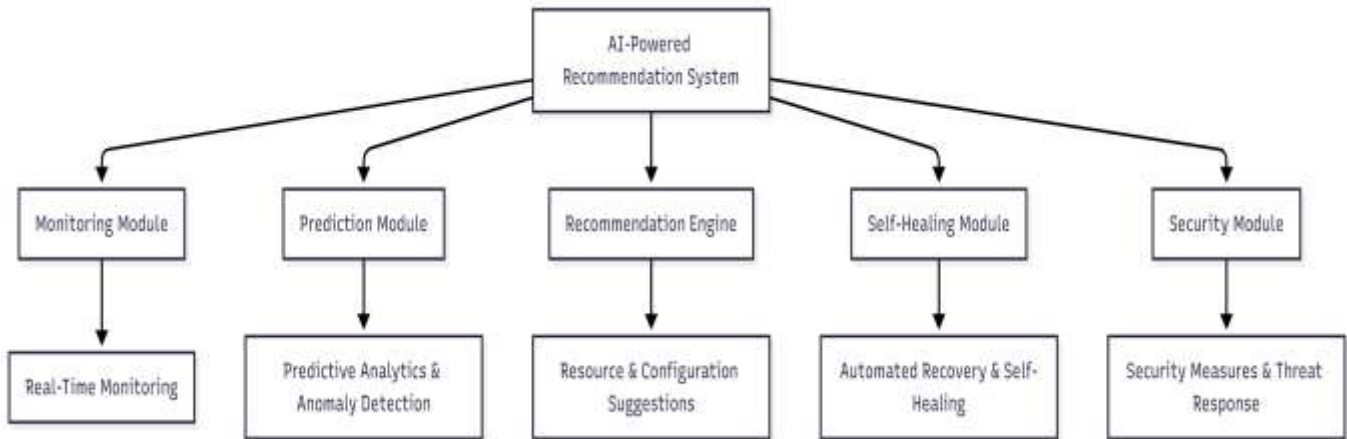 AI-Powered
Recommendation System
Monitoring Module
Prediction Module
Recommendation Engine
Self-Healing Module
Security Module
Real-Time Monitoring
Predictive Analytics &
Anomaly Detection
Resource & Configuration
Suggestions
Automated Recovery & Self-
Healing
Security Measures & Threat
Response